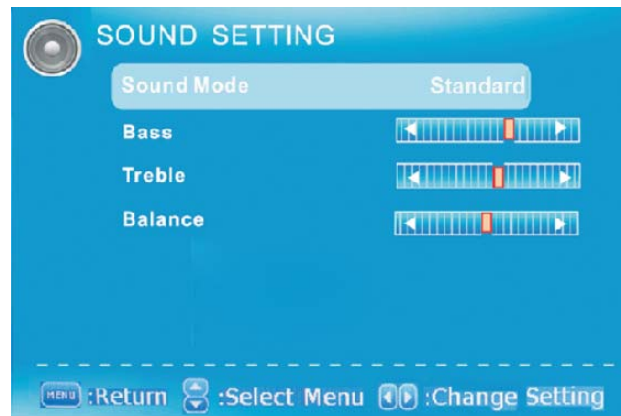 SOUND SETTING
Sound Mode Standard
Bass
Treble
Balance
MENU :Return :Select Menu :Change Setting